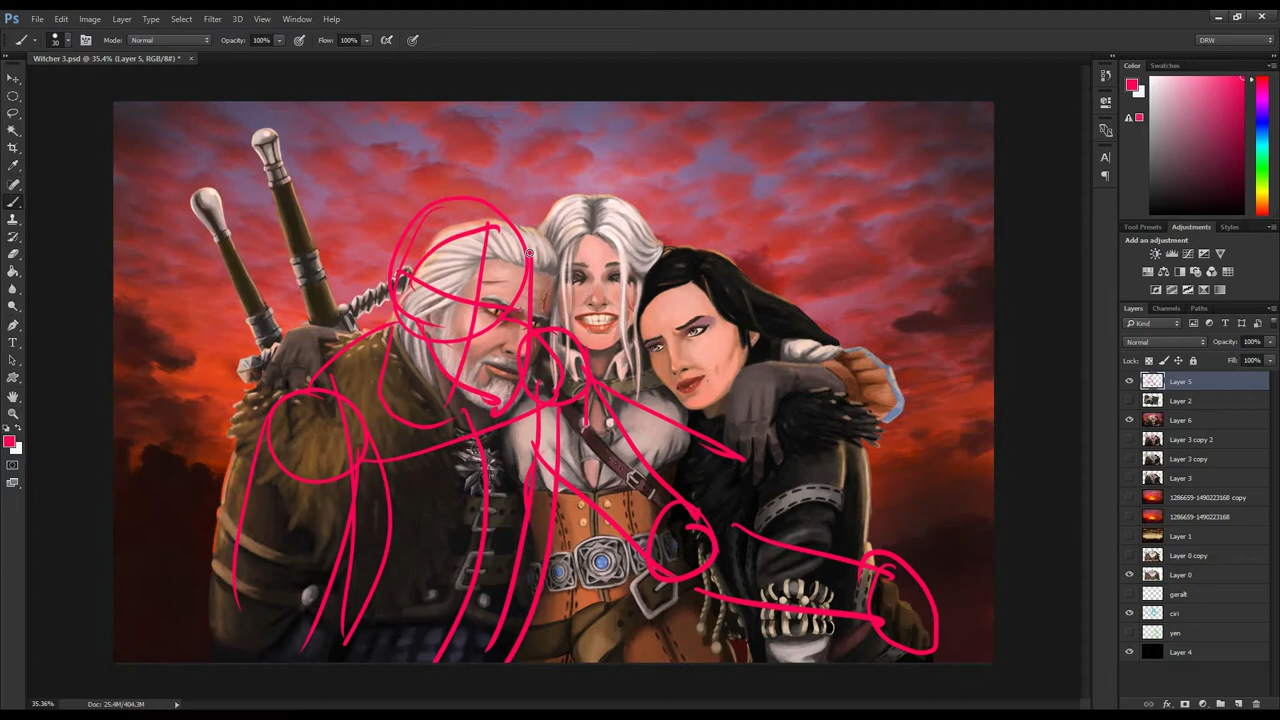 Ps File Edit Image Layer Type Select Filter 3D View Window Help
30 Mode: Normal Opacity: 100% Flow: 100% DRW
Witcher 3.psd @ 35.4% (Layer 5, RGB/8#) * ×
Color Swatches
Tool Presets Adjustments Styles
Add an adjustment
Layers Channels Paths
Kind
Normal Opacity: 100%
Lock: Fill: 100%
Layer 5
Layer 2
Layer 6
Layer 3 copy 2
Layer 3 copy
Layer 3
1286659-1490223168 copy
1286659-1490223168
Layer 1
Layer 0 copy
Layer 0
geralt
ciri
yen
Layer 4
35.36% Doc: 25.4M/404.3M